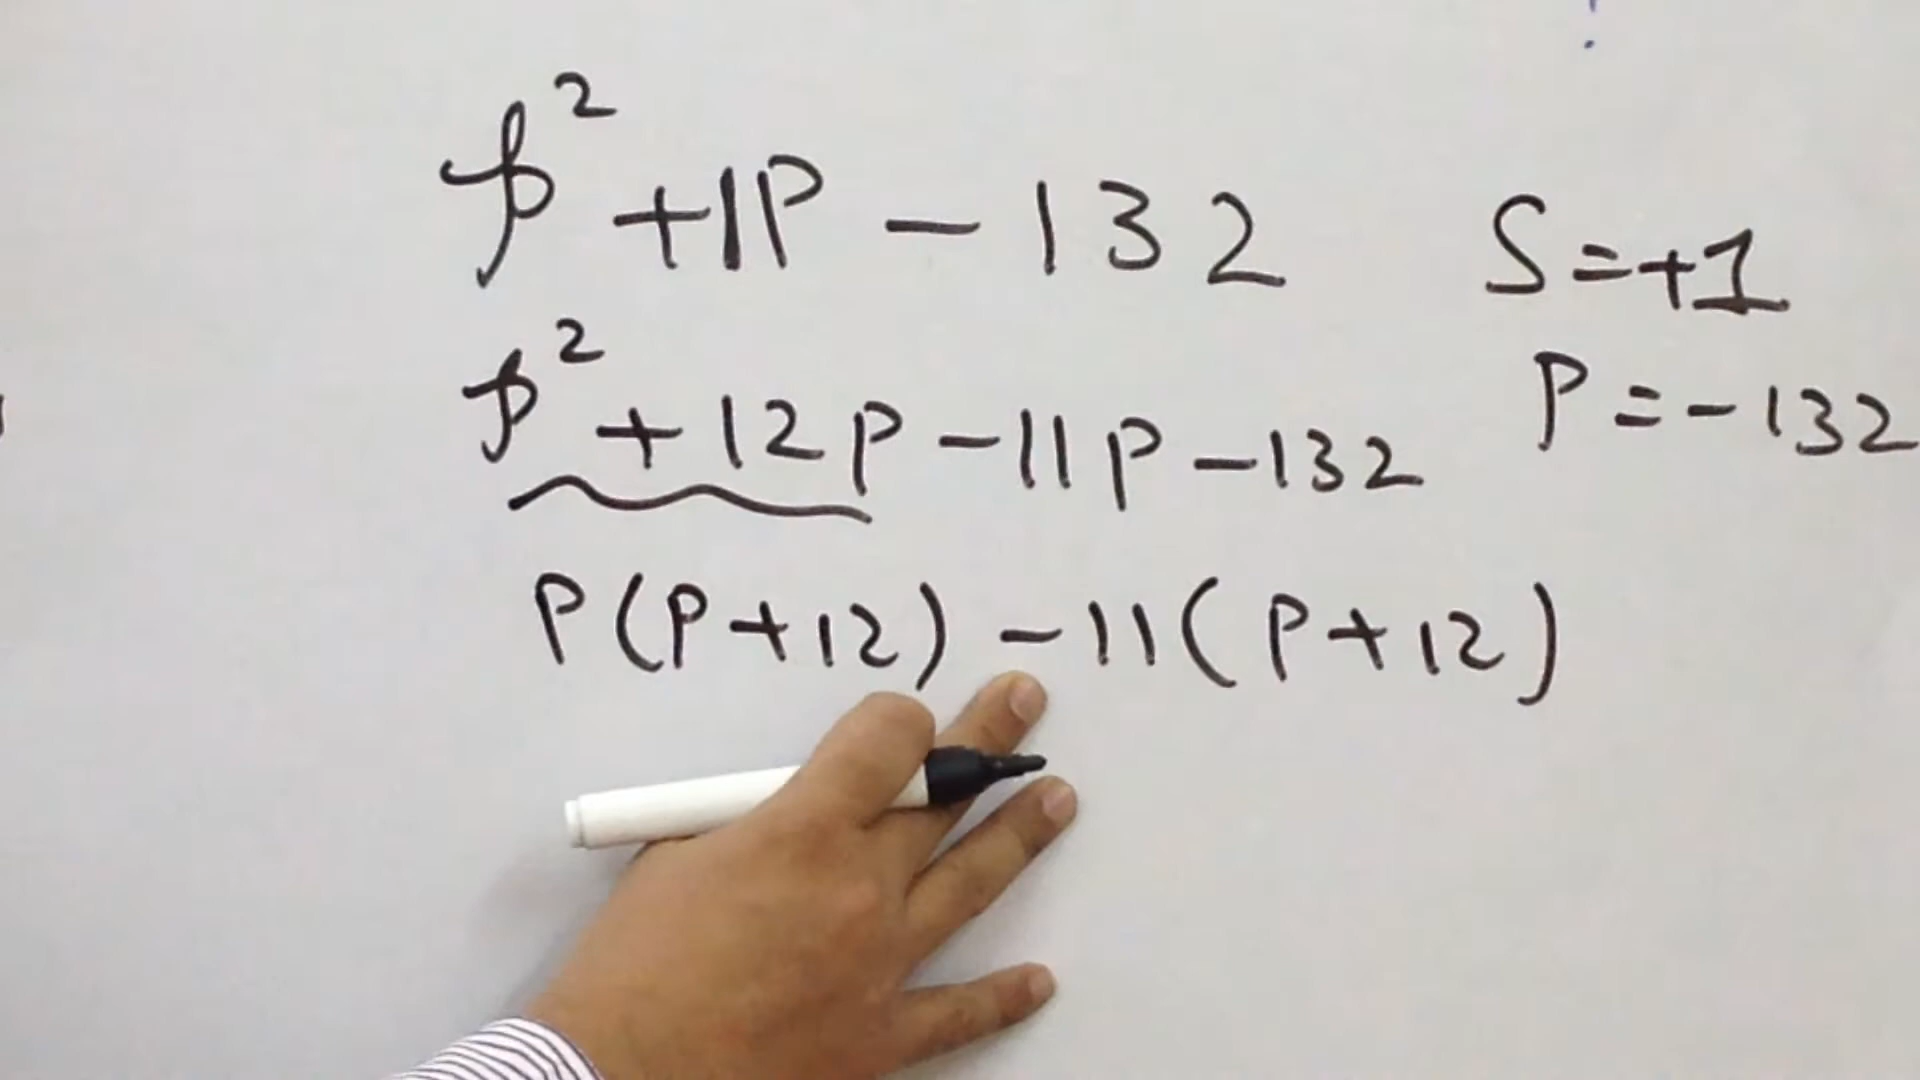 p² + 1P - 132
S = +1
p² + 12P - 11P - 132
P = -132
P(P + 12) - 11(P + 12)